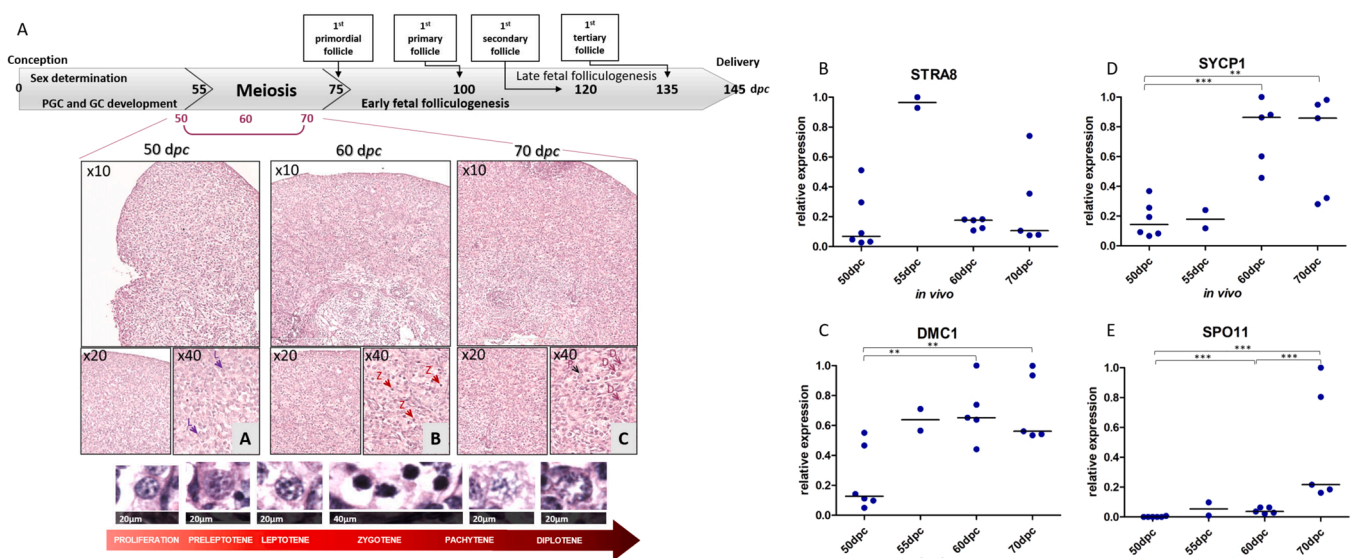 A
1st
primordial
follicle
1st
primary
follicle
1st
secondary
follicle
1st
tertiary
follicle
Conception
Delivery
Sex determination
Late fetal folliculogenesis
0
55
Meiosis
75
100
120
135
145 dpc
PGC and GC development
Early fetal folliculogenesis
50
60
70
50 dpc
60 dpc
70 dpc
x10
x10
x10
x20
x40
L
L
A
x20
x40
Z
Z
Z
B
x20
x40
D
D
D
C
20µm
20µm
20µm
40µm
20µm
20µm
PROLIFERATION
PRELEPTOTENE
LEPTOTENE
ZYGOTENE
PACHYTENE
DIPLOTENE
B
STRA8
relative expression
1.0
0.8
0.6
0.4
0.2
0.0
50dpc
55dpc
60dpc
70dpc
in vivo
D
SYCP1
**
***
relative expression
1.0
0.8
0.6
0.4
0.2
0.0
50dpc
55dpc
60dpc
70dpc
in vivo
C
DMC1
**
**
relative expression
1.0
0.8
0.6
0.4
0.2
0.0
50dpc
55dpc
60dpc
70dpc
E
SPO11
***
***
***
relative expression
1.0
0.8
0.6
0.4
0.2
0.0
50dpc
55dpc
60dpc
70dpc